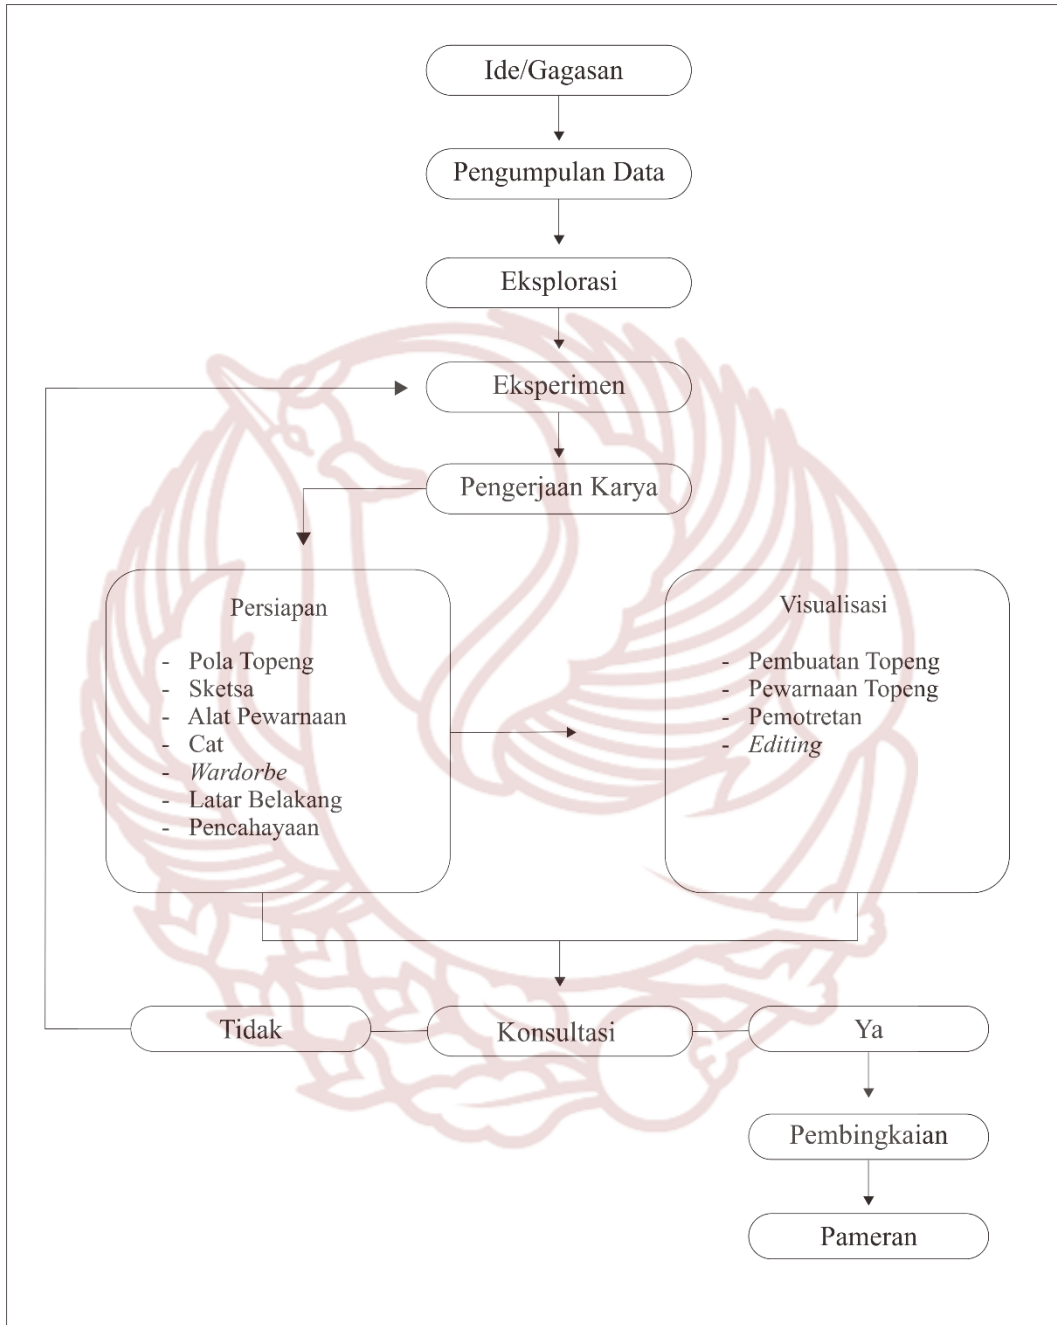 Ide/Gagasan
Pengumpulan Data
Eksplorasi
Eksperimen
Pengerjaan Karya
Persiapan
- Pola Topeng
- Sketsa
- Alat Pewarnaan
- Cat
- Wardorbe
- Latar Belakang
- Pencahayaan
Visualisasi
- Pembuatan Topeng
- Pewarnaan Topeng
- Pemotretan
- Editing
Tidak
Konsultasi
Ya
Pembingkaian
Pameran